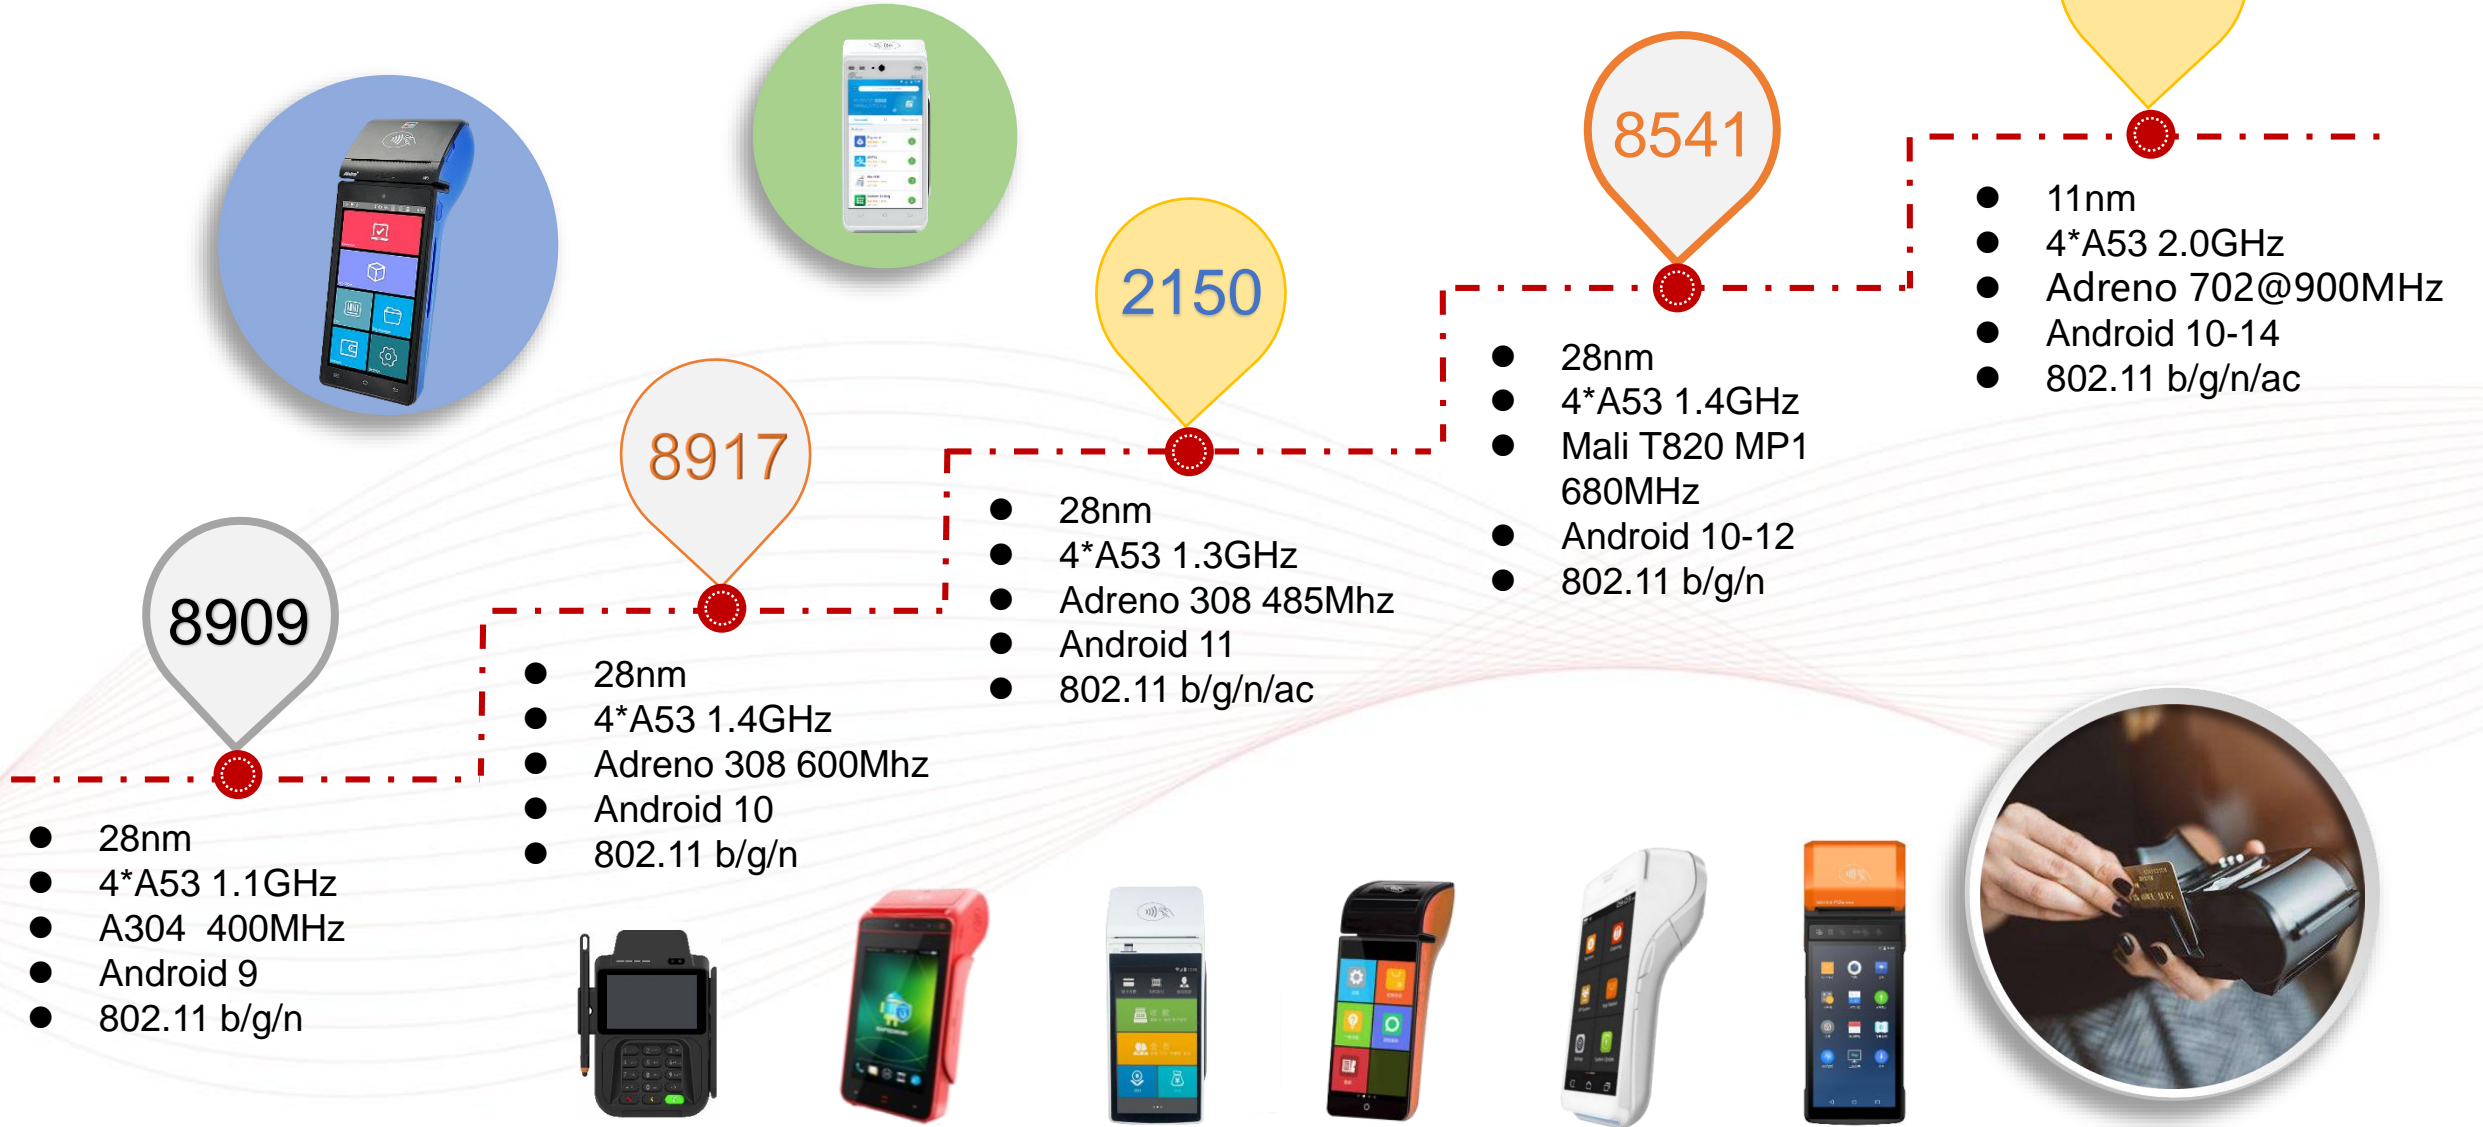 8909
28nm
4*A53 1.1GHz
A304  400MHz
Android 9
802.11 b/g/n
8917
28nm
4*A53 1.4GHz
Adreno 308 600Mhz
Android 10
802.11 b/g/n
2150
28nm
4*A53 1.3GHz
Adreno 308 485Mhz
Android 11
802.11 b/g/n/ac
8541
28nm
4*A53 1.4GHz
Mali T820 MP1
680MHz
Android 10-12
802.11 b/g/n
11nm
4*A53 2.0GHz
Adreno 702@900MHz
Android 10-14
802.11 b/g/n/ac